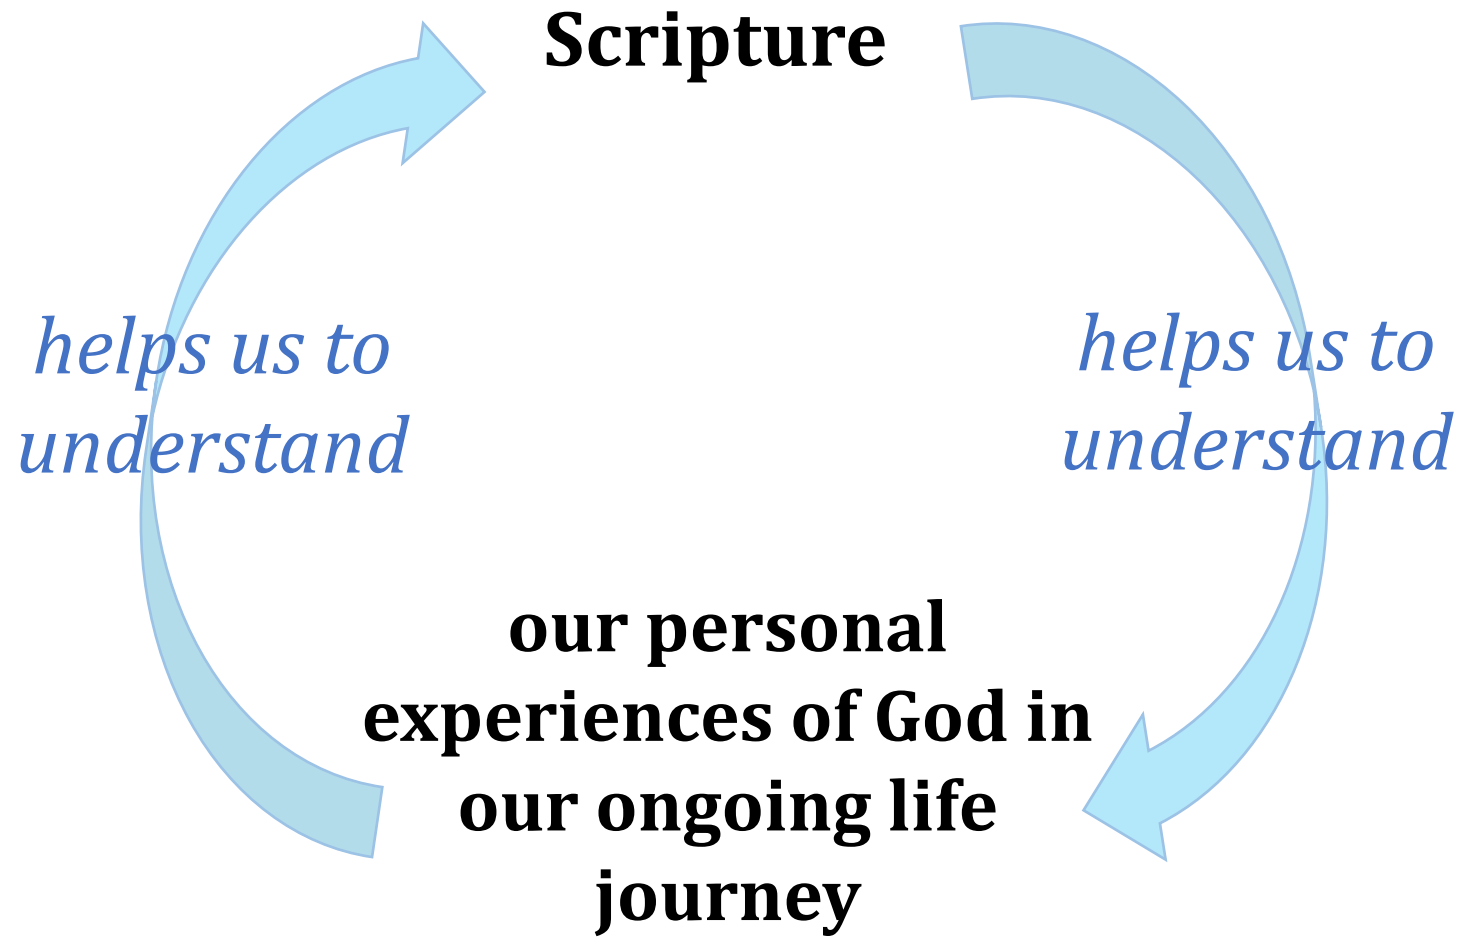 Scripture
helps us to
understand
helps us to
understand
our personal
experiences of God in
our ongoing life
journey